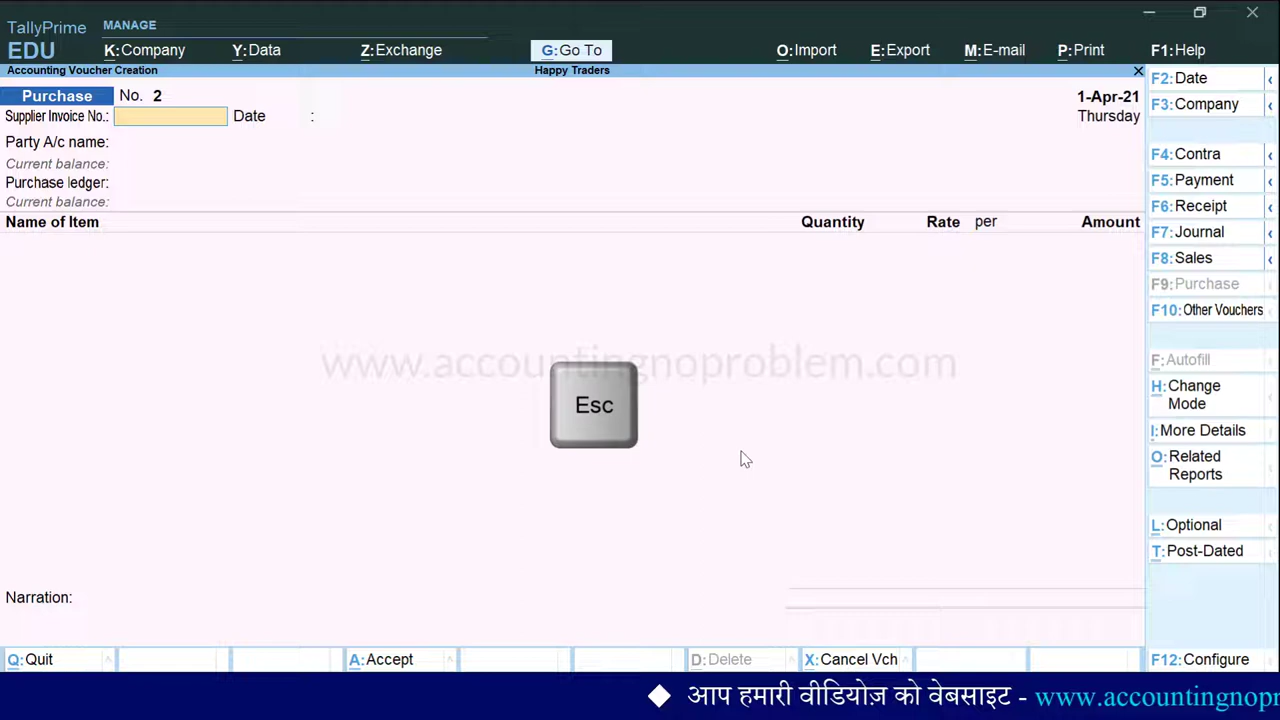 TallyPrime
MANAGE
EDU
K:Company
Y:Data
Z:Exchange
G:Go To
O:Import
E:Export
M:E-mail
P:Print
F1:Help
Accounting Voucher Creation
Happy Traders
Purchase No. 2
1-Apr-21
Supplier Invoice No.:
Date :
Thursday
Party A/c name:
Current balance:
Purchase ledger:
Current balance:
Name of Item
Quantity
Rate per
Amount
www.accountingnoproblem.com
Esc
Narration:
F2:Date
F3:Company
F4:Contra
F5:Payment
F6:Receipt
F7:Journal
F8:Sales
F9:Purchase
F10:Other Vouchers
F:Autofill
H:Change
Mode
I:More Details
O:Related
Reports
L:Optional
T:Post-Dated
Q:Quit
A:Accept
D:Delete
X:Cancel Vch
F12:Configure
आप हमारी वीडियोज़ को वेबसाइट - www.accountingnopro